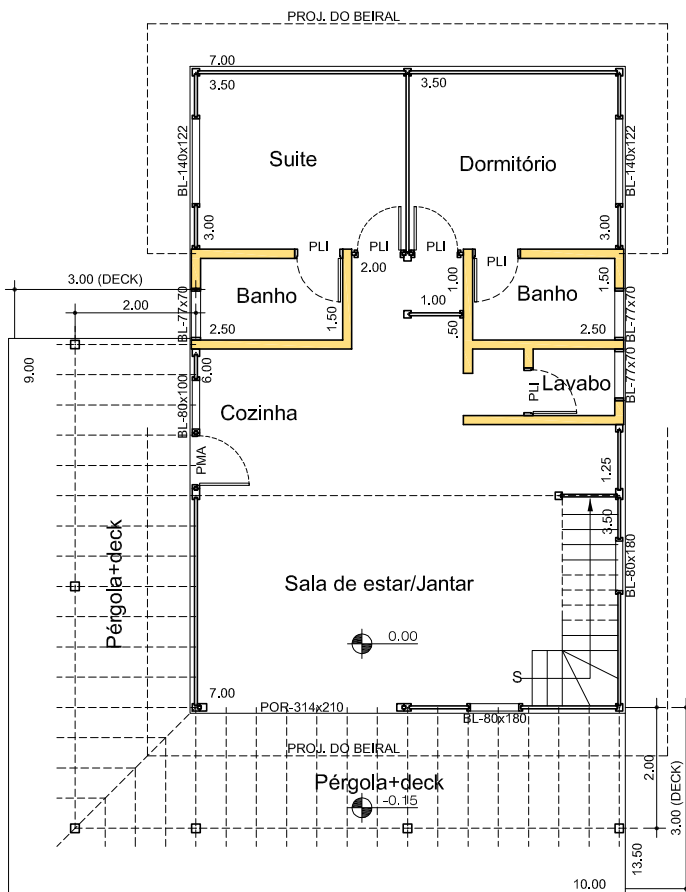 PROJ. DO BEIRAL
7.00
3.50
3.50
BL-140x122
Suite
Dormitório
BL-140x122
3.00
3.00
PLI
PLI
PLI
PLI
2.00
1.00
3.00 (DECK)
2.00
Banho
Banho
1.50
1.50
1.00
.50
BL-77x70
BL-77x70
2.50
2.50
9.00
6.00
BL-80x100
Cozinha
PLI
Lavabo
BL-77x70
PMA
1.25
3.50
Pérgola+deck
Sala de estar/Jantar
BL-80x180
0.00
S
7.00
POR-314x210
BL-80x180
PROJ. DO BEIRAL
Pérgola+deck
-0.15
2.00
3.00 (DECK)
13.50
10.00